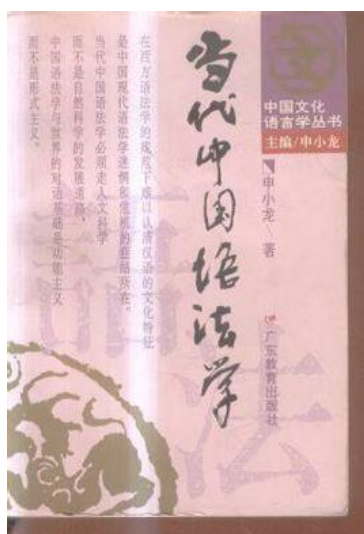 中国文化
语言学丛书
主编/申小龙
当代中国语法学
申小龙/著
广东教育出版社
在西方语法学的视野下难以认清汉语的文化特征
是中国现代语法学迷惘和危机的症结所在。
当代中国语法学必须走人文科学
而不是自然科学的发展道路。
中国语法学与世界的对话基础是功能主义
而不是形式主义。
语
法